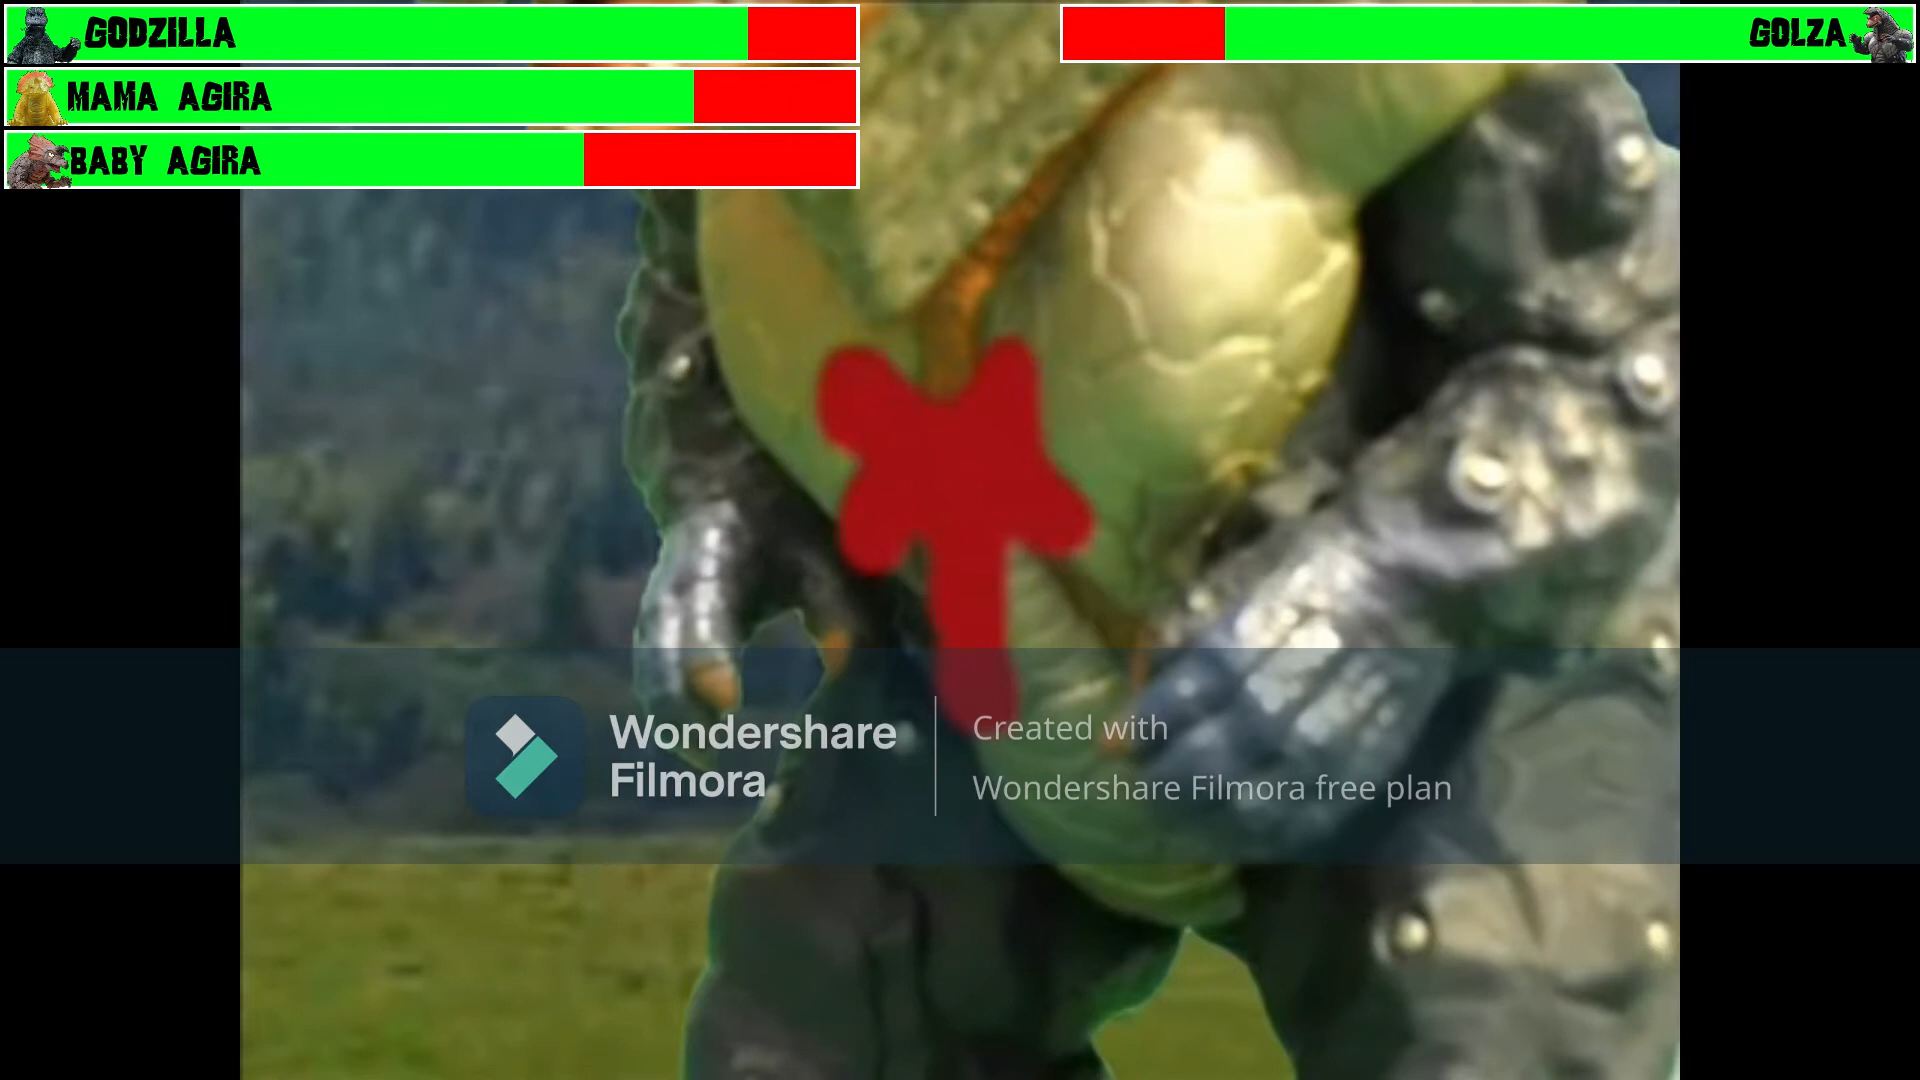 GODZILLA
GOLZA
MAMA AGIRA
BABY AGIRA
Wondershare
Filmora
Created with
Wondershare Filmora free plan